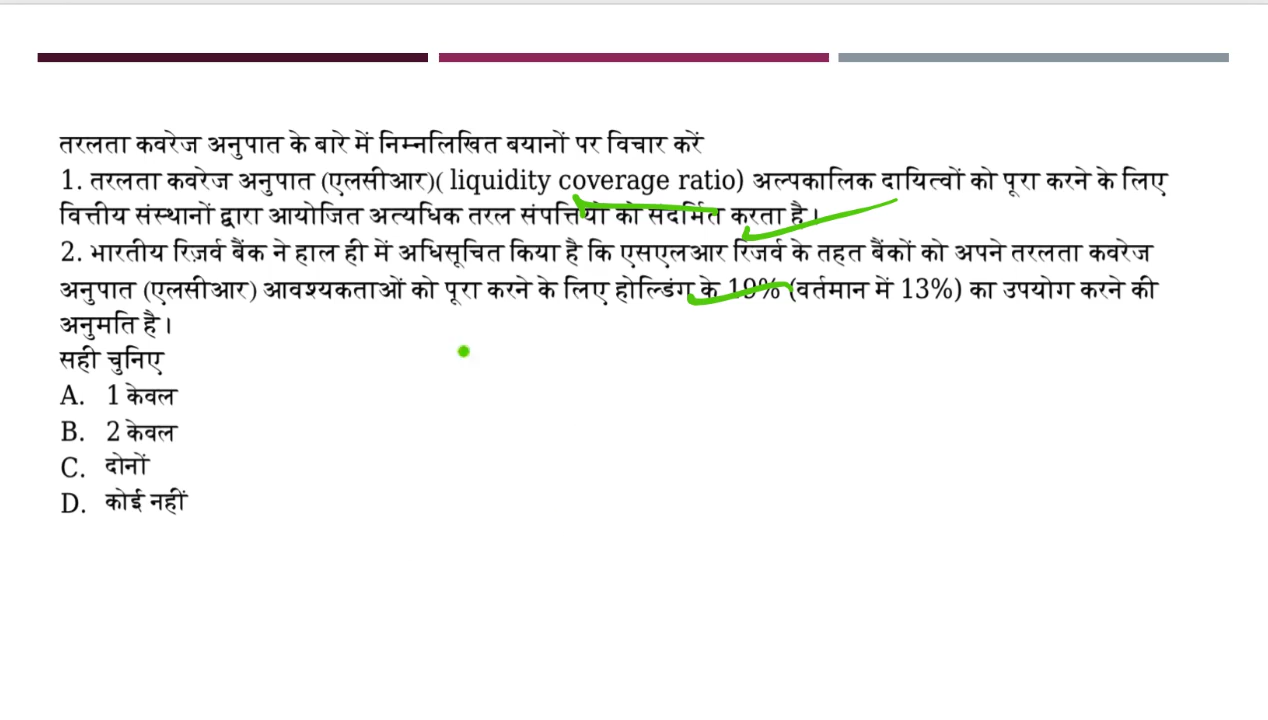 तरलता कवरेज अनुपात के बारे में निम्नलिखित बयानों पर विचार करें
1. तरलता कवरेज अनुपात (एलसीआर)( liquidity coverage ratio) अल्पकालिक दायित्वों को पूरा करने के लिए
वित्तीय संस्थानों द्वारा आयोजित अत्यधिक तरल संपत्तियों को संदर्मित करता है।
2. भारतीय रिज़र्व बैंक ने हाल ही में अधिसूचित किया है कि एसएलआर रिजर्व के तहत बैंकों को अपने तरलता कवरेज
अनुपात (एलसीआर) आवश्यकताओं को पूरा करने के लिए होल्डिंग के 19% (वर्तमान में 13%) का उपयोग करने की
अनुमति है।
सही चुनिए
A. 1 केवल
B. 2 केवल
C. दोनों
D. कोई नहीं